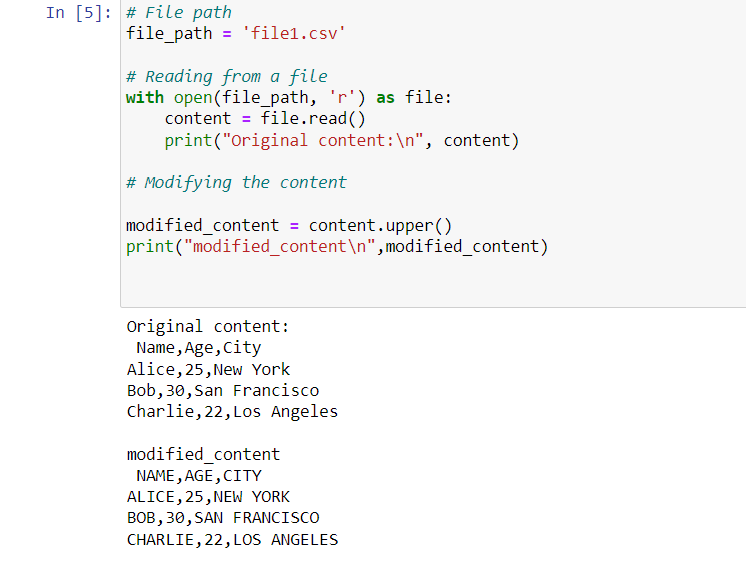 In [5]: # File path
file_path = 'file1.csv'
# Reading from a file
with open(file_path, 'r') as file:
    content = file.read()
    print("Original content:\n", content)
# Modifying the content
modified_content = content.upper()
print("modified_content\n",modified_content)
Original content:
 Name,Age,City
Alice,25,New York
Bob,30,San Francisco
Charlie,22,Los Angeles
modified_content
 NAME,AGE,CITY
ALICE,25,NEW YORK
BOB,30,SAN FRANCISCO
CHARLIE,22,LOS ANGELES